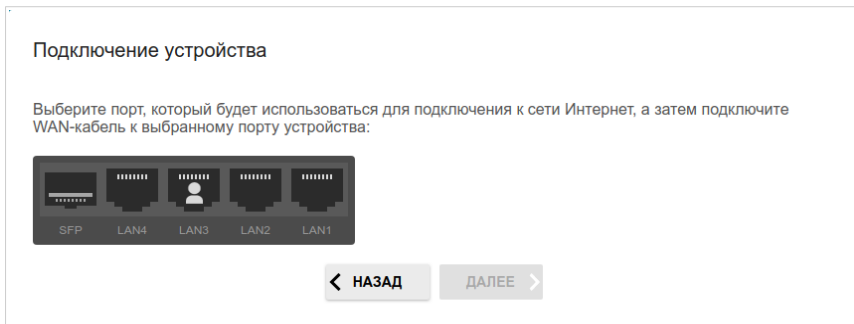 Подключение устройства
Выберите порт, который будет использоваться для подключения к сети Интернет, а затем подключите
WAN-кабель к выбранному порту устройства:
SFP LAN4 LAN3 LAN2 LAN1
НАЗАД ДАЛЕЕ